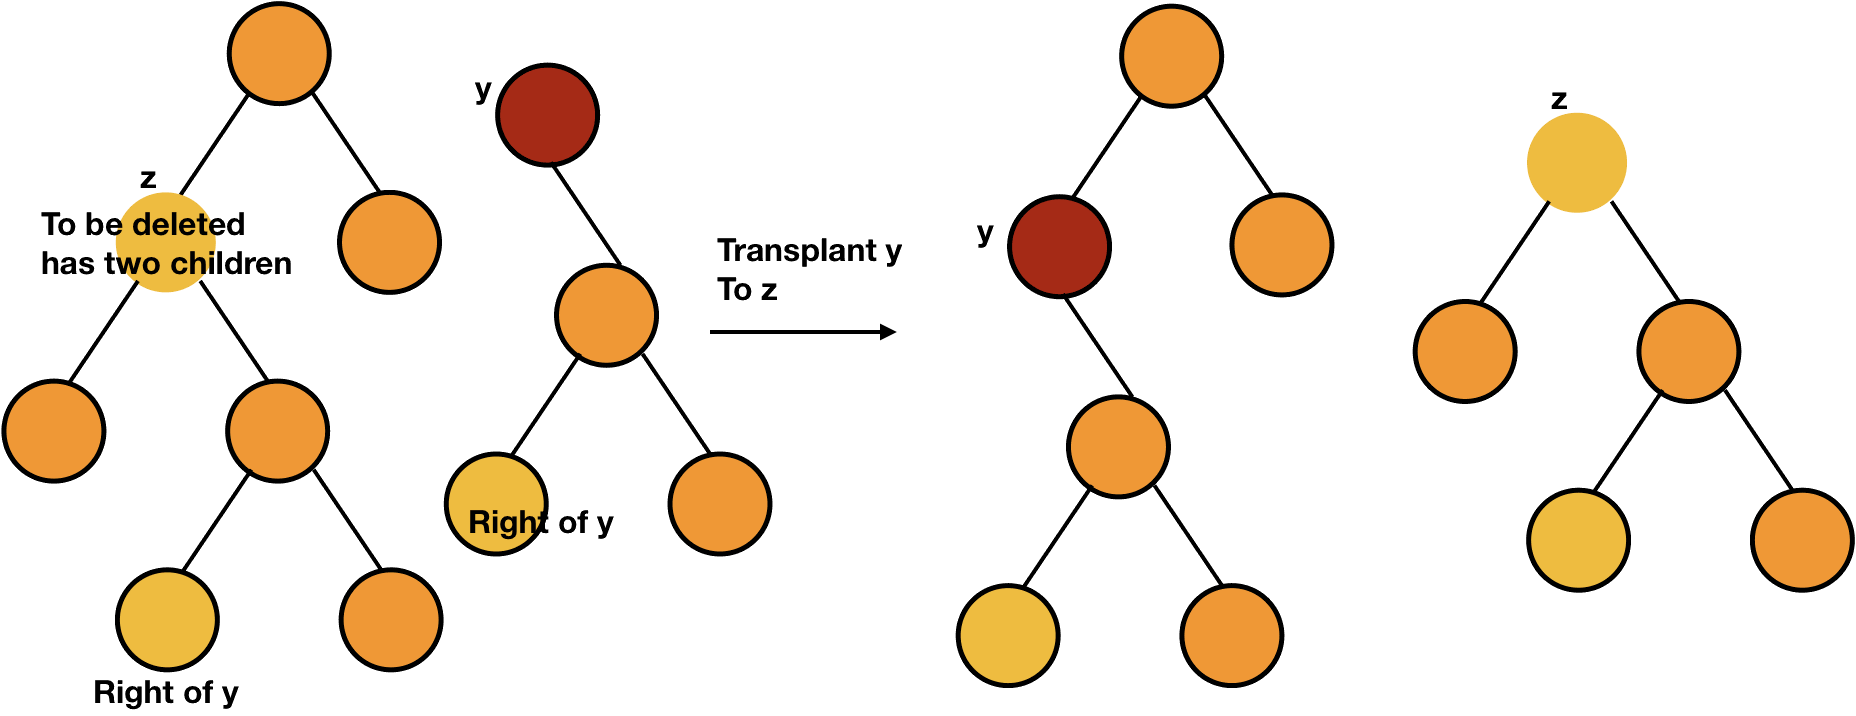 z
To be deleted
has two children
Right of y
y
Right of y
Transplant y
To z
y
z